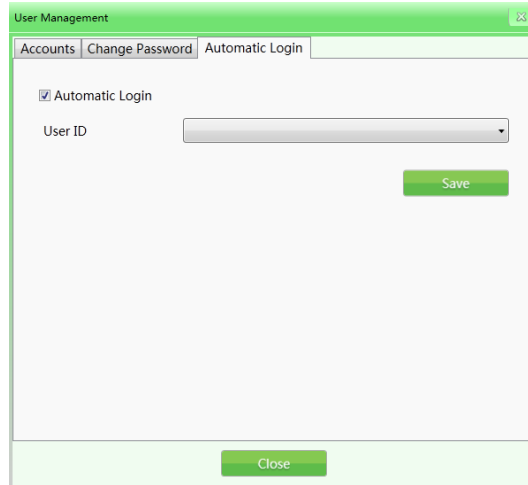 User Management
Accounts Change Password Automatic Login
Automatic Login
User ID
Save
Close